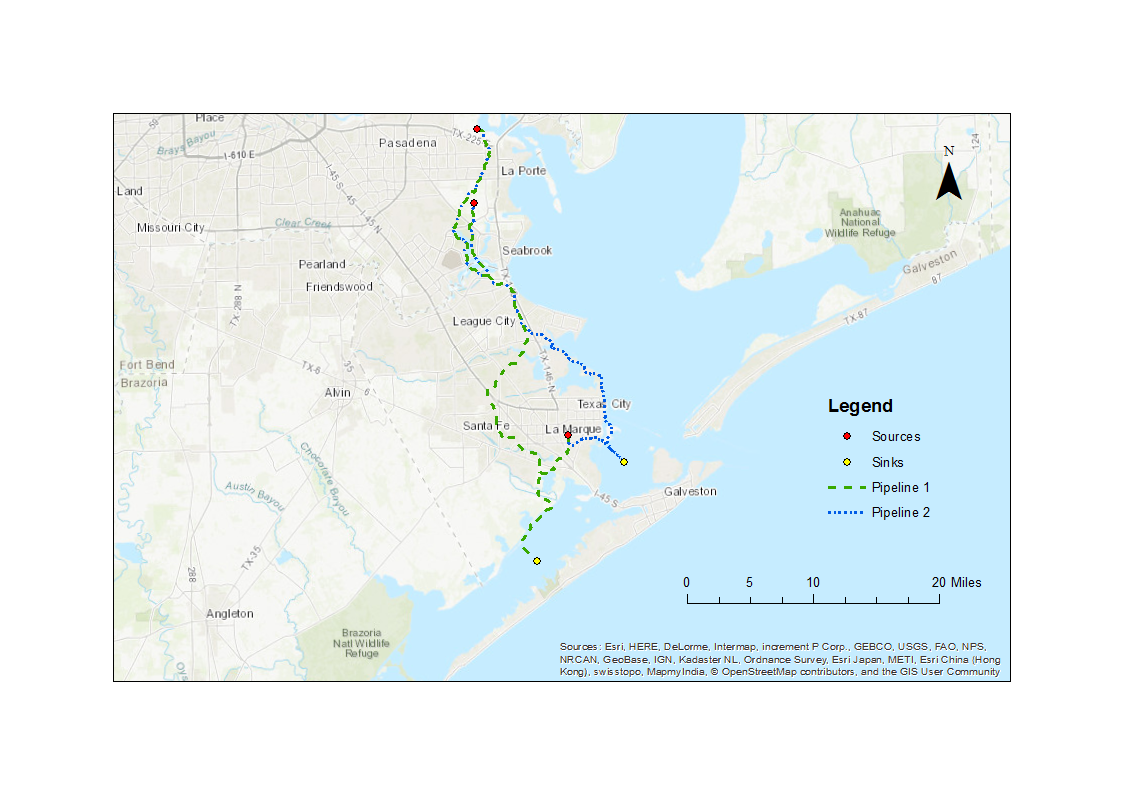 Place
59
Brays Bayou
I-610 E
Pasadena
TX-225
La Porte
N
124
Land
I-45 S
45
I-45 N
Missouri City
Clear Creek
Anahuac
National
Wildlife Refuge
Seabrook
Pearland
Friendswood
TX-288 N
Galveston
87
TX-87
League City
TX-146-N
Fort Bend
Brazoria
TX-6
35
6
Alvin
Texas City
Santa Fe
La Marque
Legend
Sources
Sinks
Pipeline 1
Pipeline 2
Chocolate Bayou
Austin Bayou
I-45 S
Galveston
TX-35
288
0 5 10 20 Miles
Angleton
Brazoria
Natl Wildlife
Refuge
Sources: Esri, HERE, DeLorme, Intermap, increment P Corp., GEBCO, USGS, FAO, NPS,
NRCAN, GeoBase, IGN, Kadaster NL, Ordnance Survey, Esri Japan, METI, Esri China (Hong
Kong), swisstopo, MapmyIndia, © OpenStreetMap contributors, and the GIS User Community